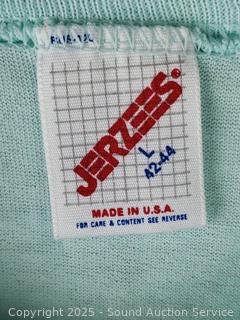 JERZEES®
L
42-44
MADE IN U.S.A.
FOR CARE & CONTENT SEE REVERSE
Copyright 2025 - Sound Auction Service